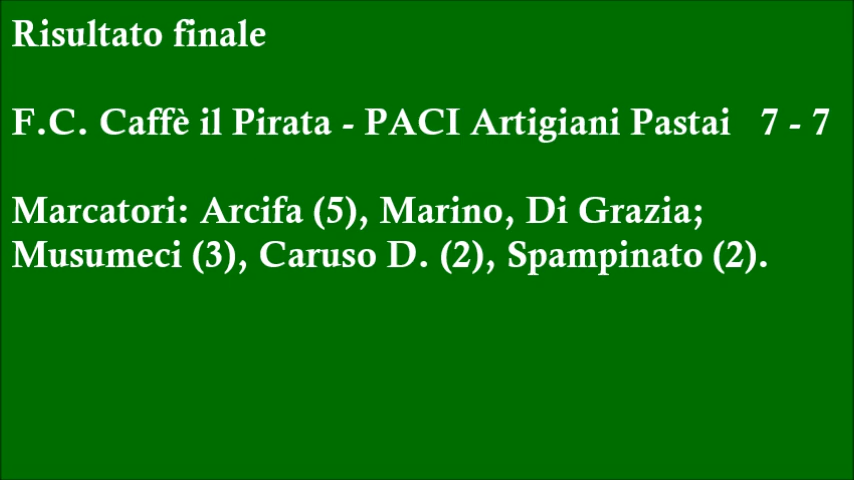 Risultato finale
F.C. Caffè il Pirata - PACI Artigiani Pastai 7 - 7
Marcatori: Arcifa (5), Marino, Di Grazia;
Musumeci (3), Caruso D. (2), Spampinato (2).